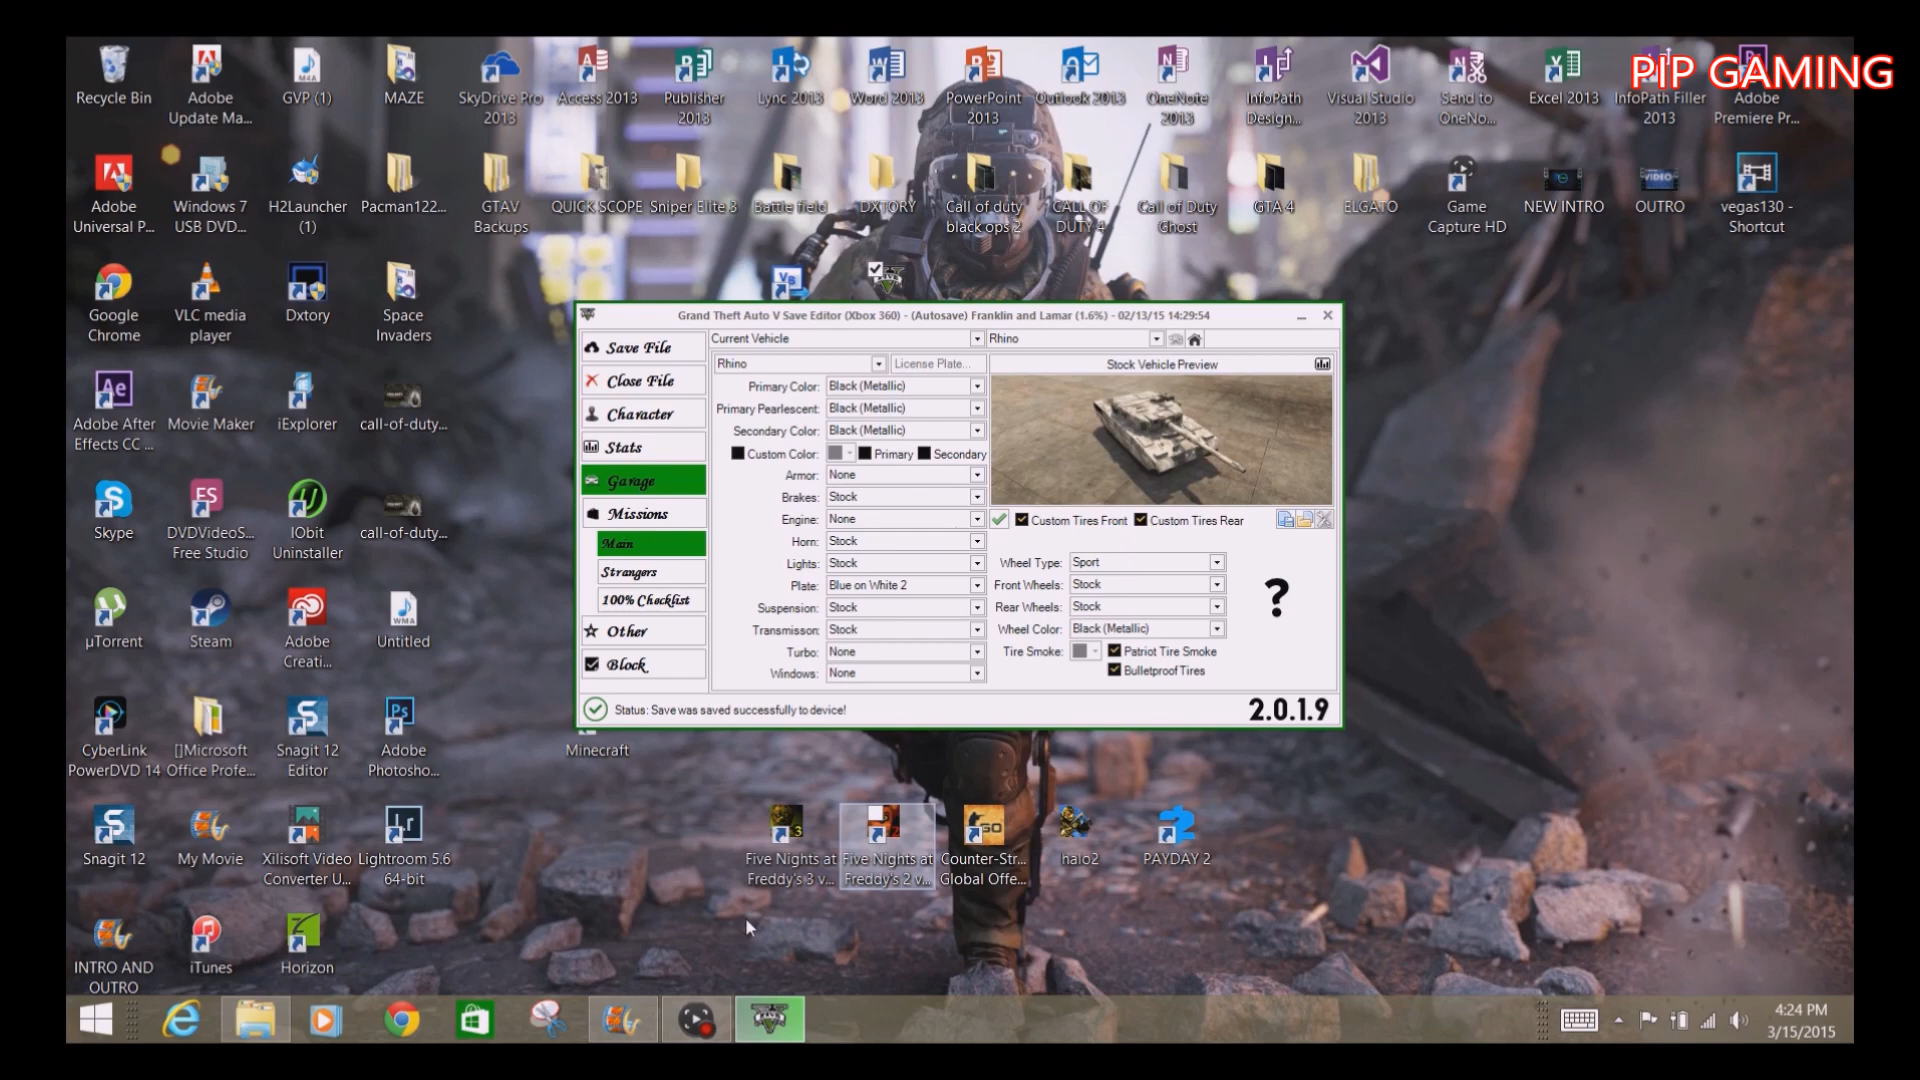 PiP GAMING
Recycle Bin
Adobe
Update Ma...
GVP (1)
MAZE
SkyDrive Pro
2013
Access 2013
Publisher
2013
Lync 2013
Word 2013
PowerPoint
2013
Outlook 2013
OneNote
2013
InfoPath
Design...
Visual Studio
2013
Send to
OneNo...
Excel 2013
InfoPath Filler
2013
Adobe
Premiere Pr...
Adobe
Universal P...
Windows 7
USB DVD...
H2Launcher
(1)
Pacman122...
GTAV
Backups
QUICK SCOPE
Sniper Elite 3
Battle field
DXTORY
Call of duty
black ops 2
CALL OF
DUTY 4
Call of Duty
Ghost
GTA 4
ELGATO
Game
Capture HD
NEW INTRO
OUTRO
vegas130 -
Shortcut
Google
Chrome
VLC media
player
Dxtory
Space
Invaders
Adobe After
Effects CC ...
Movie Maker
iExplorer
call-of-duty...
Skype
DVDVideoS...
Free Studio
IObit
Uninstaller
call-of-duty...
µTorrent
Steam
Adobe
Creati...
Untitled
CyberLink
PowerDVD 14
[]Microsoft
Office Profe...
Snagit 12
Editor
Adobe
Photosho...
Minecraft
Snagit 12
My Movie
Xilisoft Video
Converter U...
Lightroom 5.6
64-bit
Five Nights at
Freddy's 3 v...
Five Nights at
Freddy's 2 v...
Counter-Str...
Global Offe...
halo2
PAYDAY 2
INTRO AND
OUTRO
iTunes
Horizon
Grand Theft Auto V Save Editor (Xbox 360) - (Autosave) Franklin and Lamar (1.6%) - 02/13/15 14:29:54
Save File
Close File
Character
Stats
Garage
Missions
Main
Strangers
100% Checklist
Other
Block
Current Vehicle
Rhino
Rhino
License Plate...
Primary Color: Black (Metallic)
Primary Pearlescent: Black (Metallic)
Secondary Color: Black (Metallic)
Custom Color: Primary Secondary
Armor: None
Brakes: Stock
Engine: None
Horn: Stock
Lights: Stock
Plate: Blue on White 2
Suspension: Stock
Transmisson: Stock
Turbo: None
Windows: None
Stock Vehicle Preview
Custom Tires Front Custom Tires Rear
Wheel Type: Sport
Front Wheels: Stock
Rear Wheels: Stock
Wheel Color: Black (Metallic)
Tire Smoke: Patriot Tire Smoke
Bulletproof Tires
?
Status: Save was saved successfully to device!
2.0.1.9
4:24 PM
3/15/2015